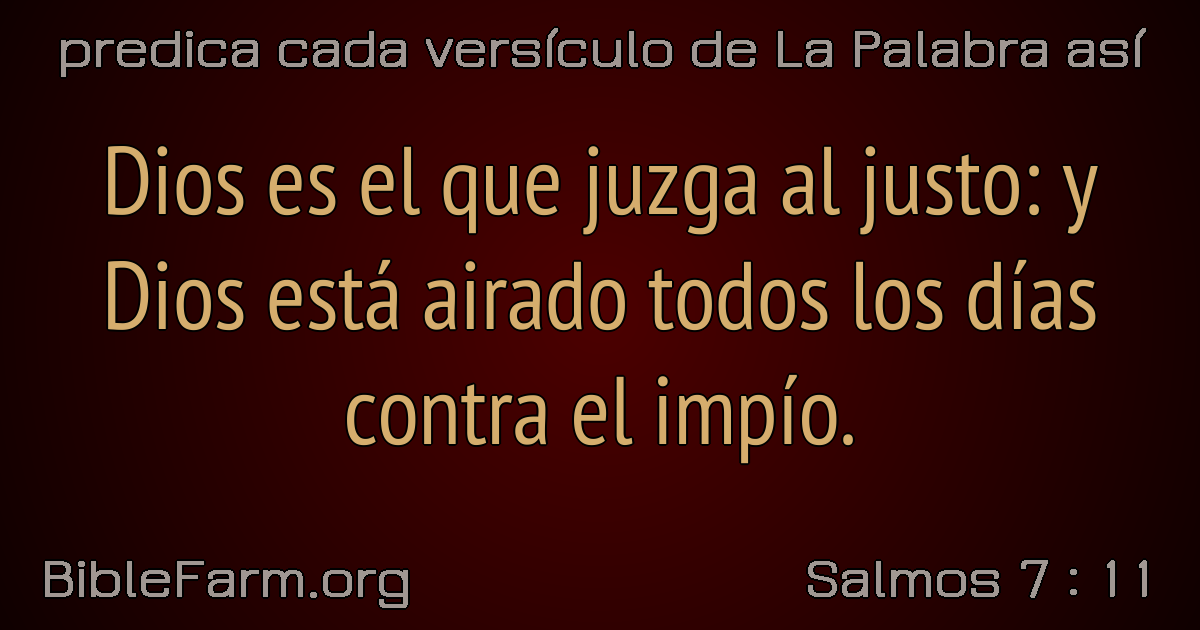 predica cada versículo de La Palabra así
Dios es el que juzga al justo: y
Dios está airado todos los días
contra el impío.
BibleFarm.org
Salmos 7 : 11